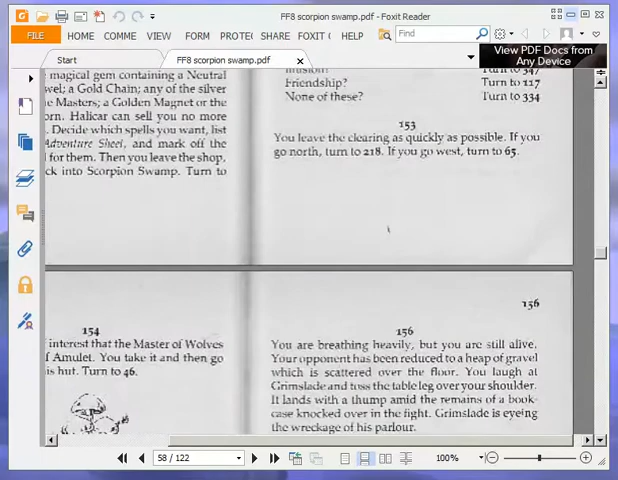 FF8 scorpion swamp.pdf - Foxit Reader
FILE HOME COMME VIEW FORM PROTE SHARE FOXIT C HELP Find
Start FF8 scorpion swamp.pdf x
View PDF Docs from
Any Device
magical gem containing a Neutral
wel; a Gold Chain; any of the silver
e Masters; a Golden Magnet or the
orn. Halicar can sell you no more
. Decide which spells you want, list
Adventure Sheet, and mark off the
l for them. Then you leave the shop,
ck into Scorpion Swamp. Turn to
Illusion? Turn to 347
Friendship? Turn to 117
None of these? Turn to 334
153
You leave the clearing as quickly as possible. If you
go north, turn to 218. If you go west, turn to 65.
154
interest that the Master of Wolves
f Amulet. You take it and then go
is hut. Turn to 46.
156
156
You are breathing heavily, but you are still alive.
Your opponent has been reduced to a heap of gravel
which is scattered over the floor. You laugh at
Grimslade and toss the table leg over your shoulder.
It lands with a thump amid the remains of a book-
case knocked over in the fight. Grimslade is eyeing
the wreckage of his parlour.
58 / 122
100%